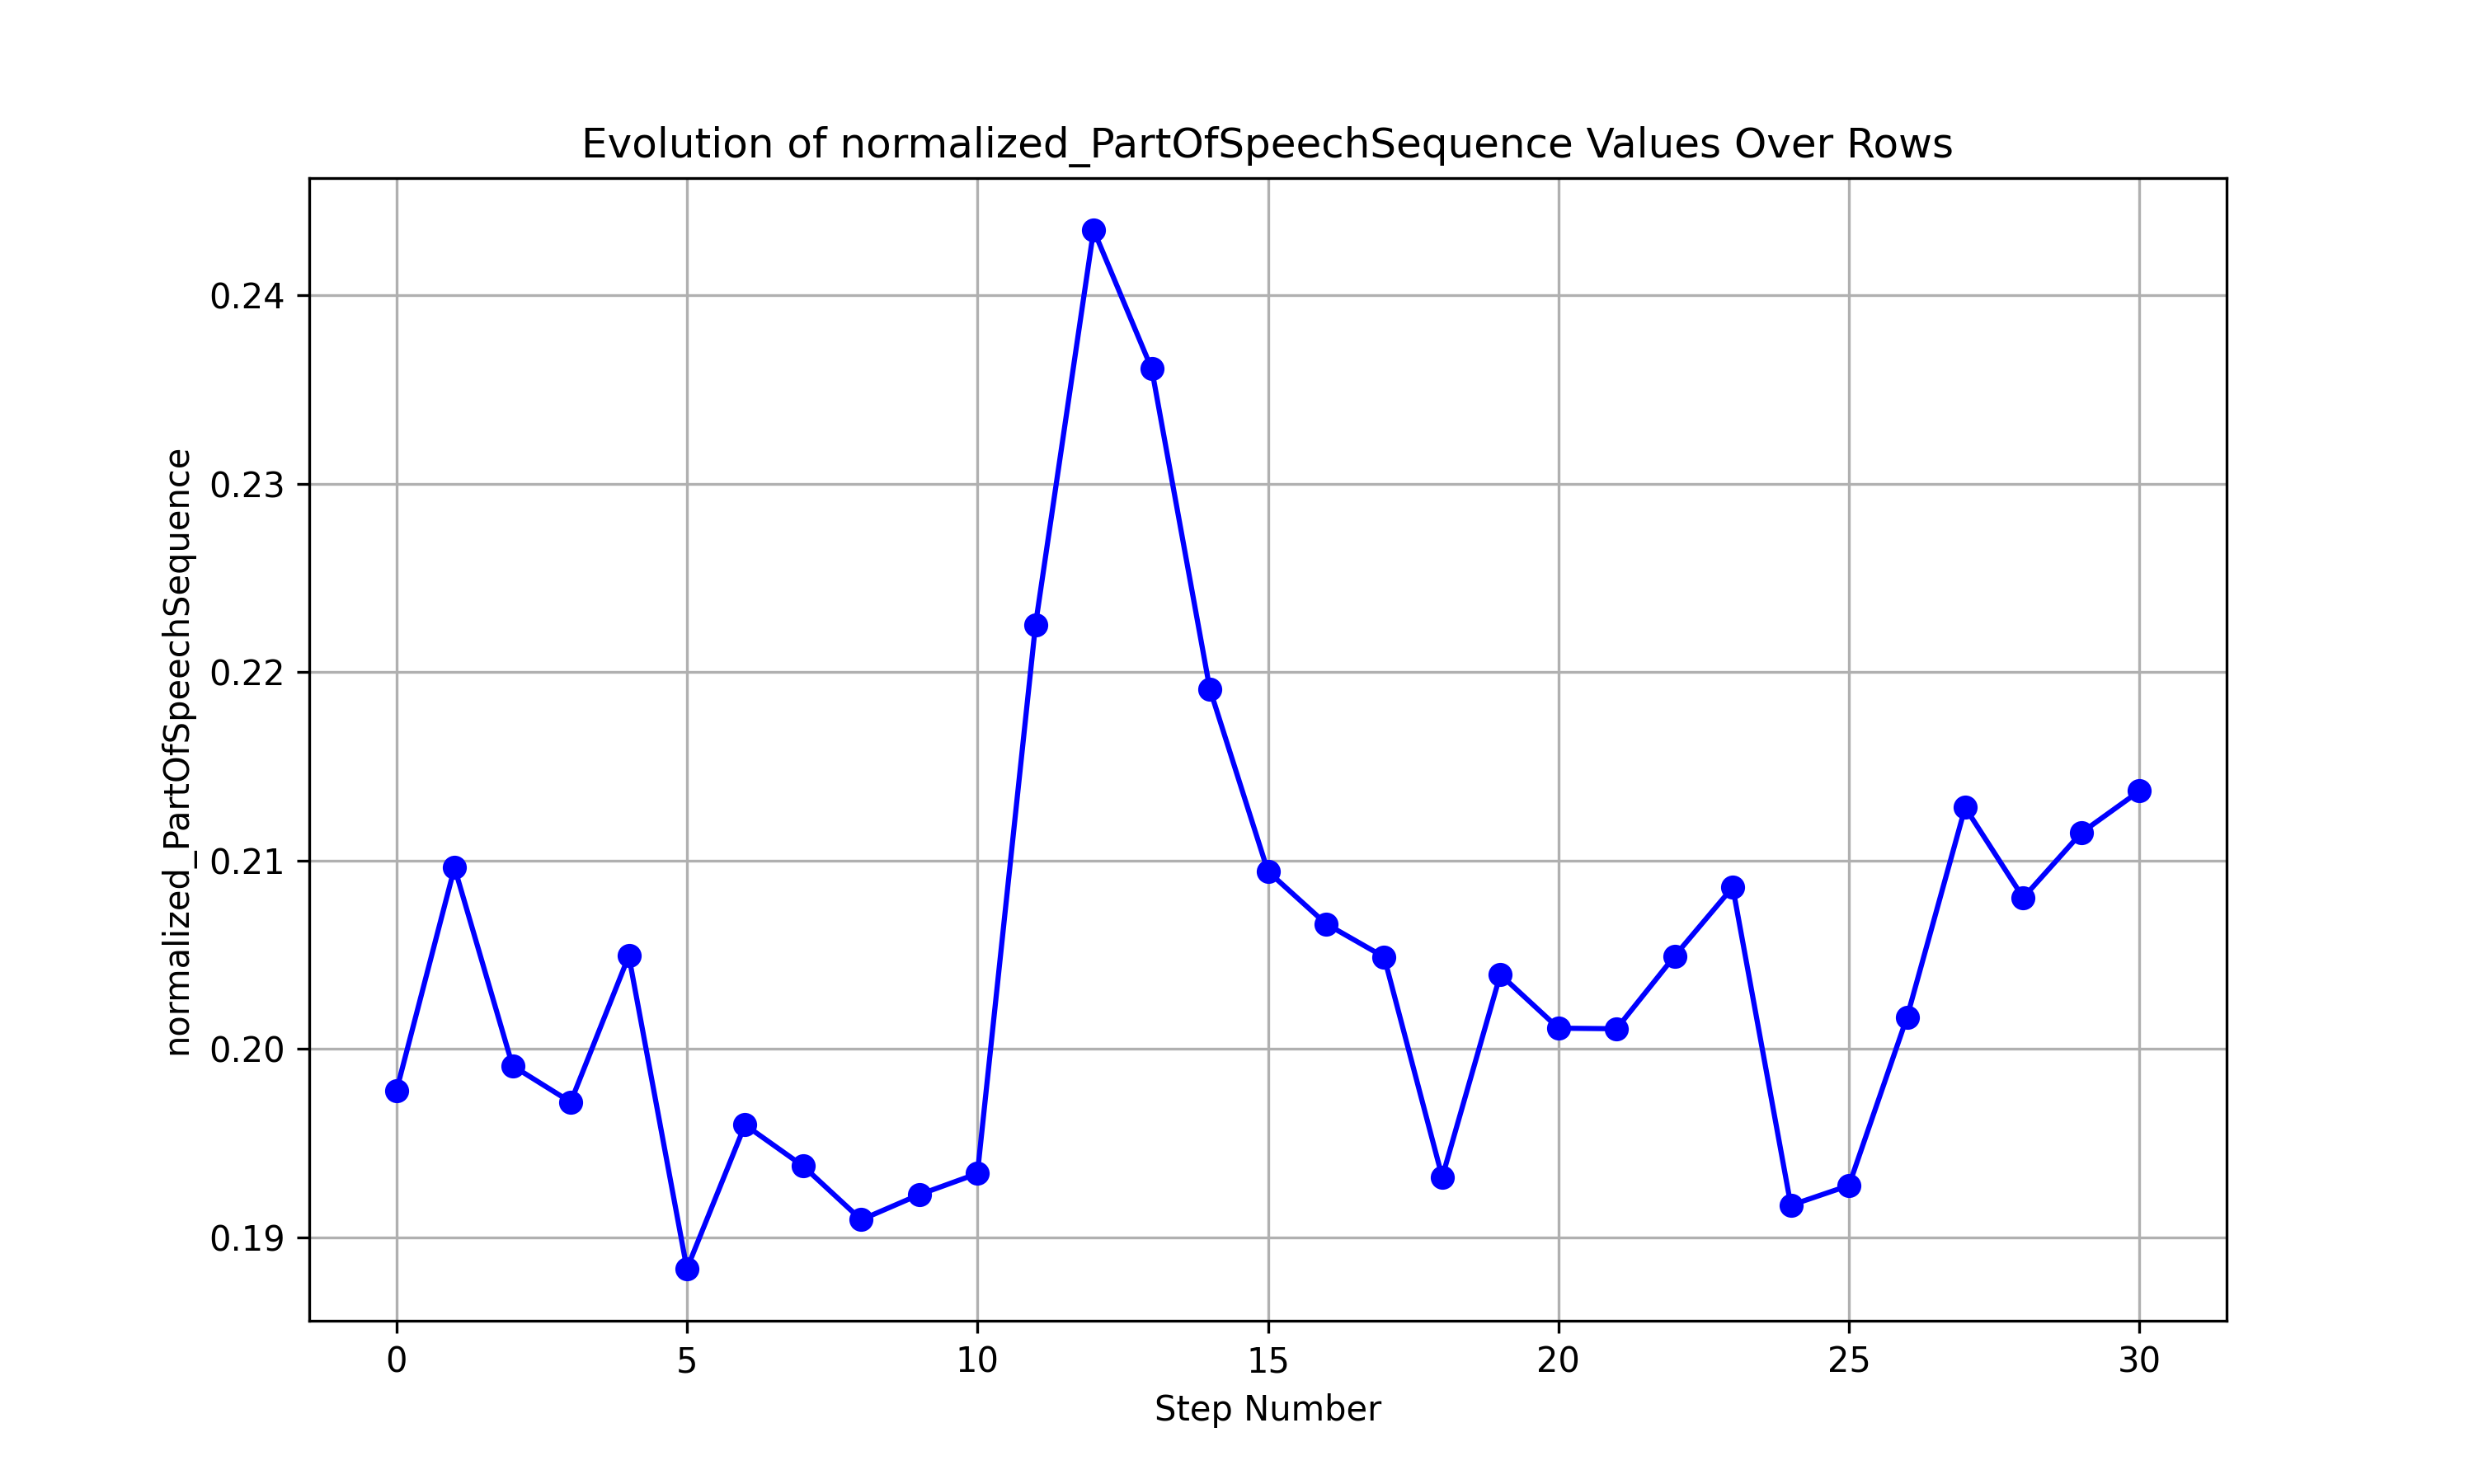 Evolution of normalized_PartOfSpeechSequence Values Over Rows
normalized_PartOfSpeechSequence
0.24
0.23
0.22
0.21
0.20
0.19
0 5 10 15 20 25 30
Step Number